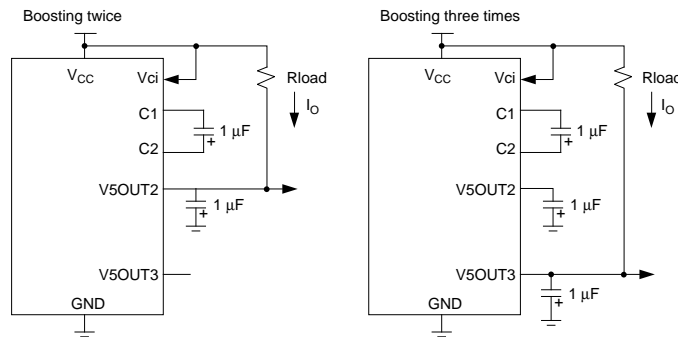 Boosting twice
VCC
Vci
Rload
IO
C1
1 μF
+
C2
V5OUT2
1 μF
+
V5OUT3
GND
Boosting three times
VCC
Vci
Rload
IO
C1
1 μF
+
C2
V5OUT2
1 μF
+
V5OUT3
1 μF
+
GND